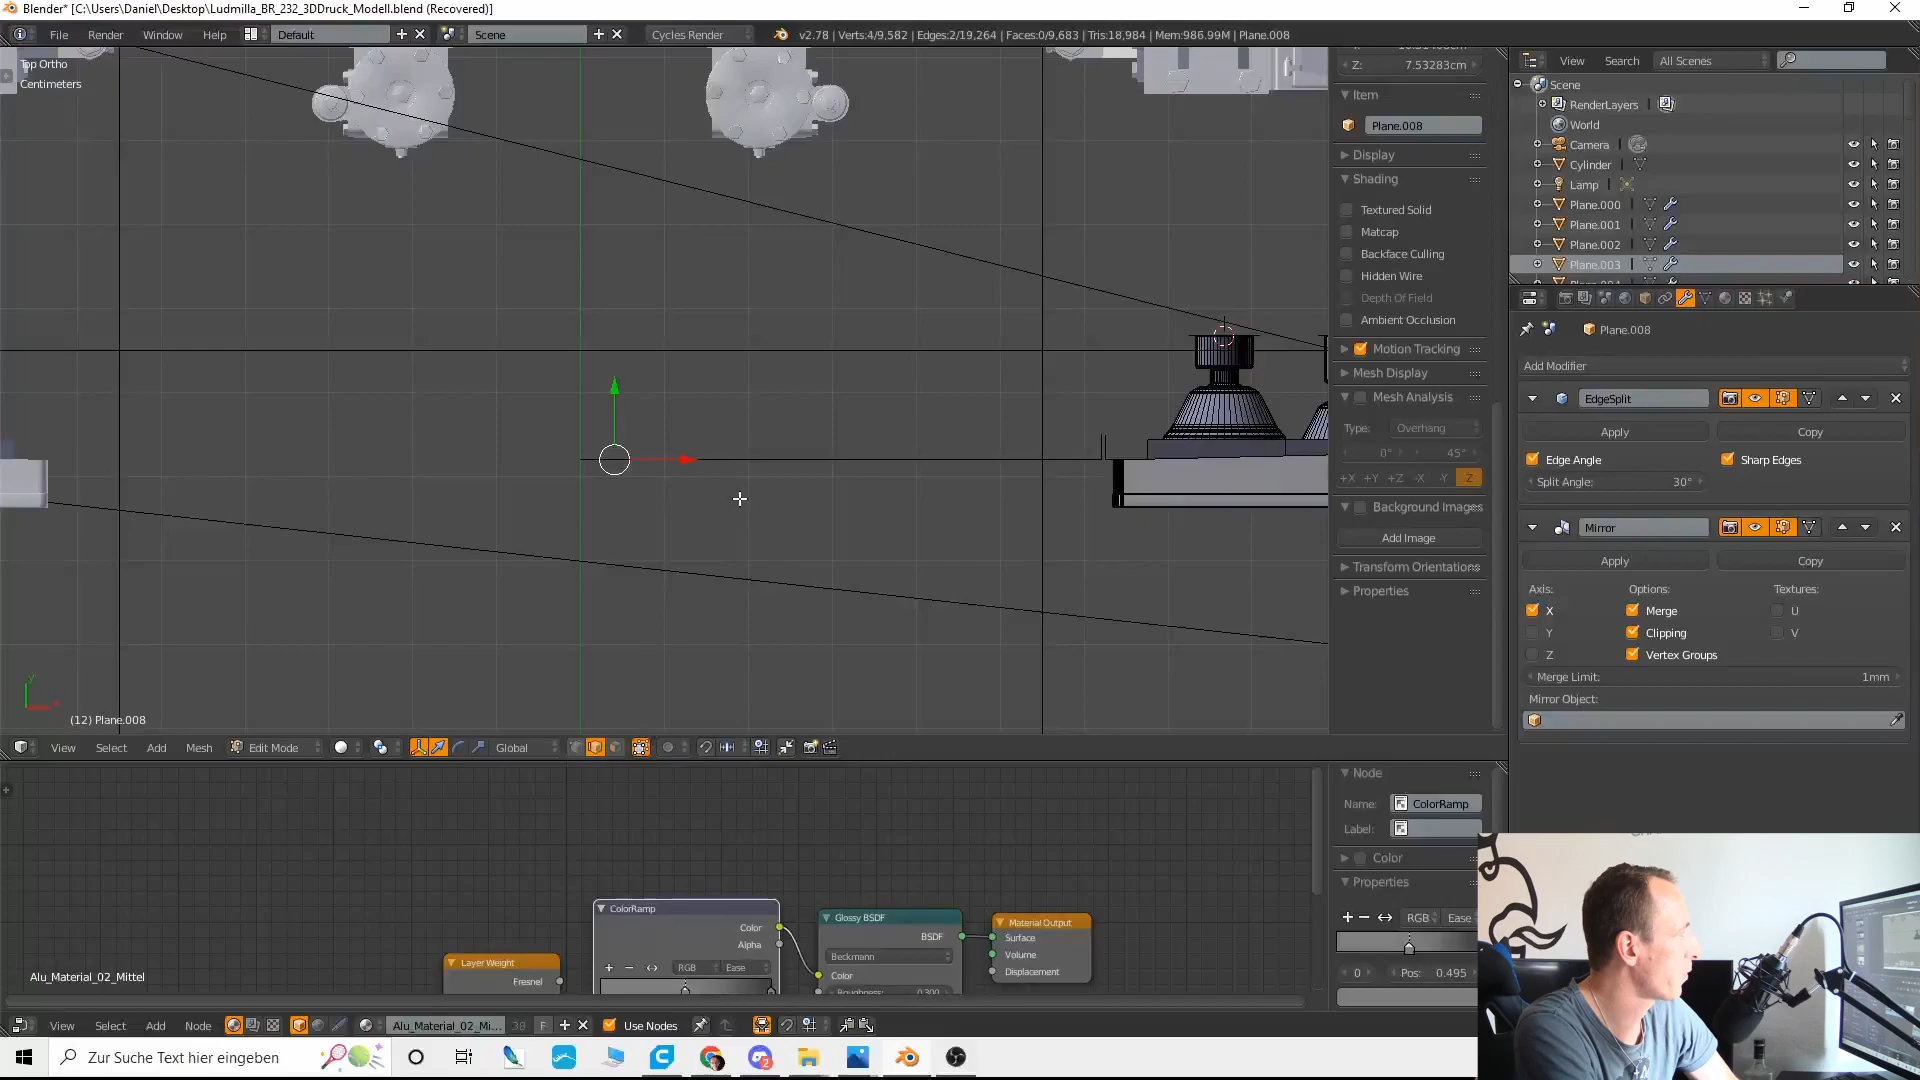 Blender* [C:\Users\Daniel\Desktop\Ludmilla_BR_232_3DDruck_Modell.blend (Recovered)]
File Render Window Help Default Scene Cycles Render v2.78 | Verts:4/9,582 | Edges:2/19,264 | Faces:0/9,683 | Tris:18,984 | Mem:986.99M | Plane.008
Top Ortho
Centimeters
Z: 7.53283cm
Item
Plane.008
Display
Shading
Textured Solid
Matcap
Backface Culling
Hidden Wire
Depth Of Field
Ambient Occlusion
Motion Tracking
Mesh Display
Mesh Analysis
Type: Overhang
0° 45°
+X +Y +Z -X -Y -Z
Background Images
Add Image
Transform Orientations
Properties
View Search All Scenes
Scene
RenderLayers
World
Camera
Cylinder
Lamp
Plane.000
Plane.001
Plane.002
Plane.003
Plane.008
Add Modifier
EdgeSplit
Apply Copy
Edge Angle Sharp Edges
Split Angle: 30°
Mirror
Apply Copy
Axis: Options: Textures:
X Merge U
Y Clipping V
Z Vertex Groups
Merge Limit: 1mm
Mirror Object:
(12) Plane.008
View Select Add Mesh Edit Mode Global
Node
Name: ColorRamp
Label:
Color
Properties
RGB Ease
0 Pos: 0.495
ColorRamp
Color
Alpha
RGB Ease
Layer Weight
Fresnel
Glossy BSDF
BSDF
Beckmann
Color
Roughness: 0.300
Material Output
Surface
Volume
Displacement
Alu_Material_02_Mittel
View Select Add Node Alu_Material_02_Mi... 38 F Use Nodes
Zur Suche Text hier eingeben
2